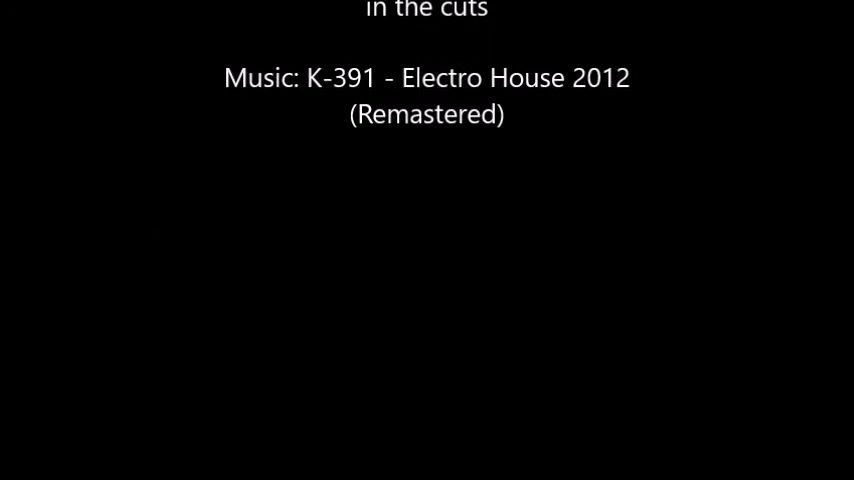 in the cuts
Music: K-391 - Electro House 2012
(Remastered)